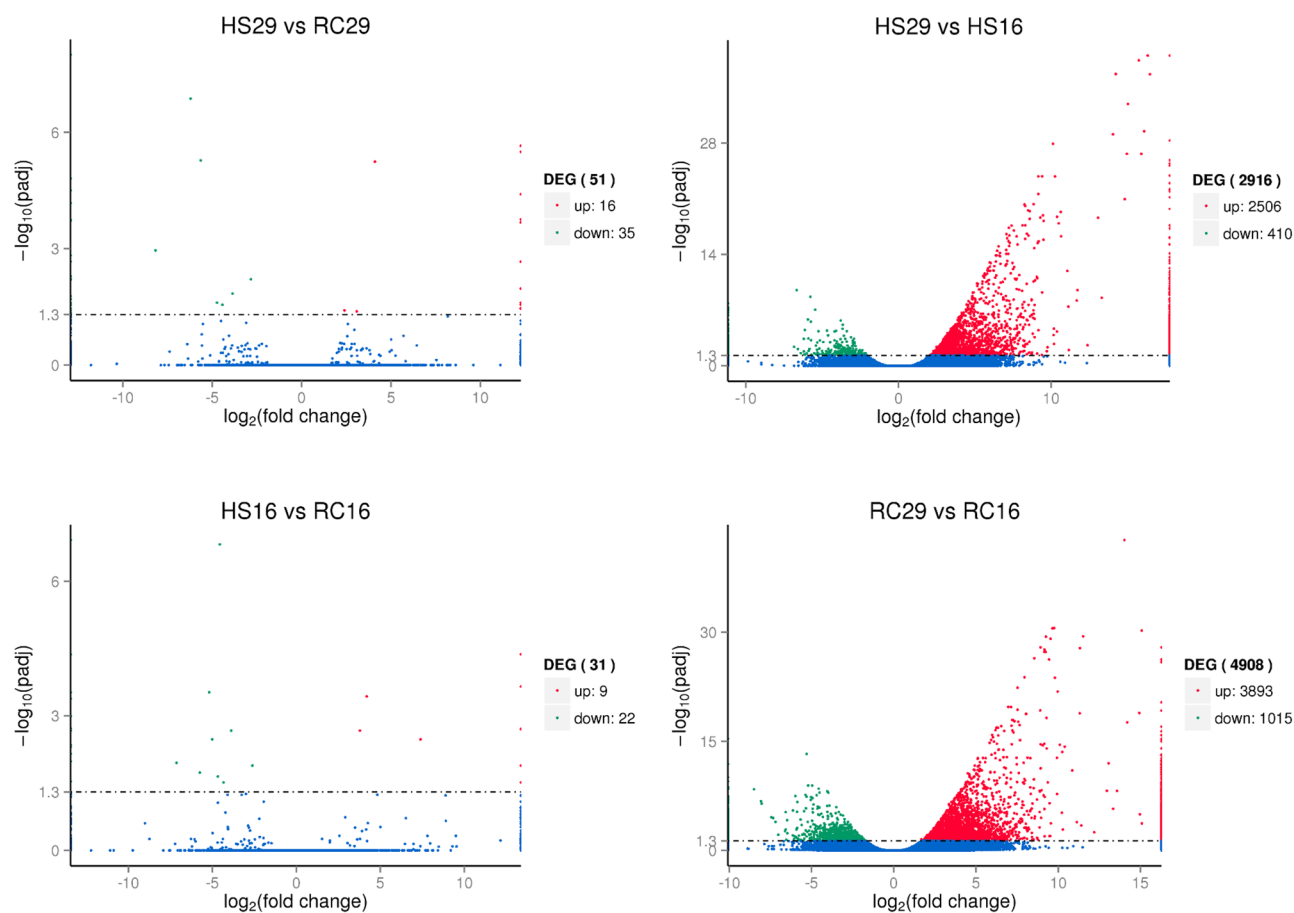 HS29 vs RC29
−log10(padj)
6
3
1.3
0
-10 -5 0 5 10
log2(fold change)
DEG ( 51 )
up: 16
down: 35
HS29 vs HS16
−log10(padj)
28
14
1.3
0
-10 0 10
log2(fold change)
DEG ( 2916 )
up: 2506
down: 410
HS16 vs RC16
−log10(padj)
6
3
1.3
0
-10 -5 0 5 10
log2(fold change)
DEG ( 31 )
up: 9
down: 22
RC29 vs RC16
−log10(padj)
30
15
1.3
0
-10 -5 0 5 10 15
log2(fold change)
DEG ( 4908 )
up: 3893
down: 1015